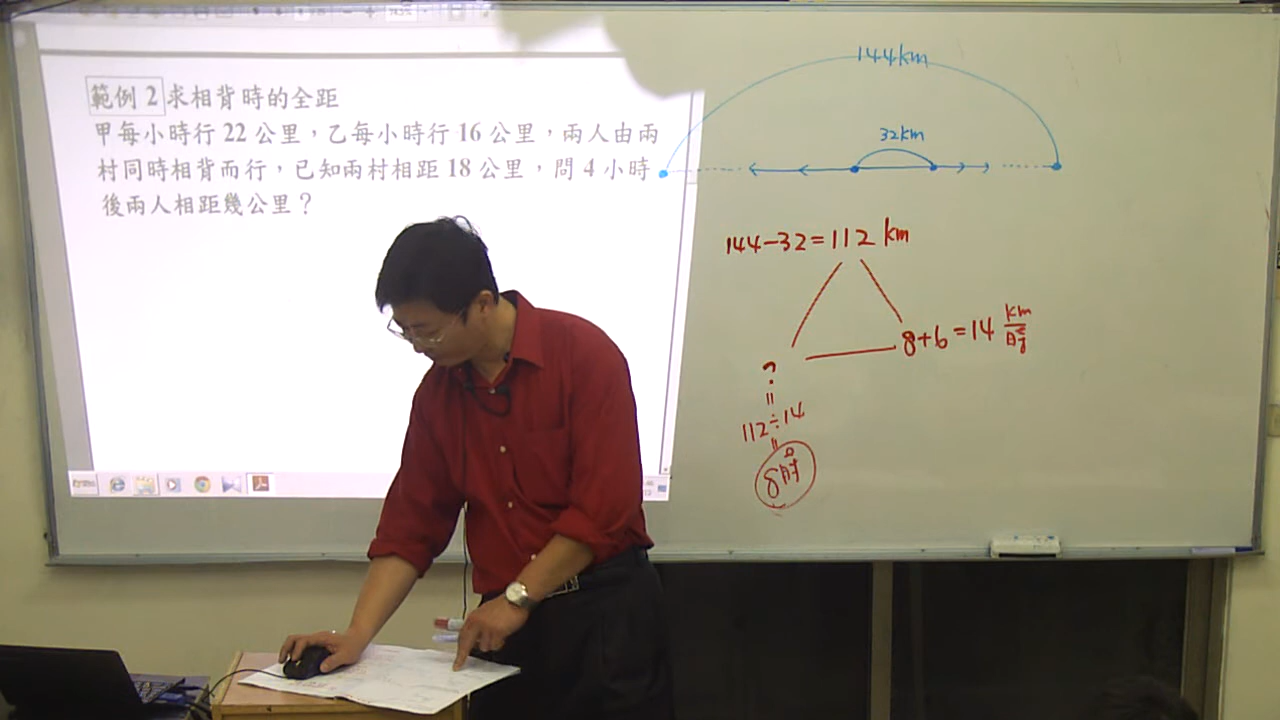 範例 2 求相背時的全距
甲每小時行 22 公里，乙每小時行 16 公里，兩人由兩
村同時相背而行，已知兩村相距 18 公里，問 4 小時
後兩人相距幾公里？
144km
32km
144-32=112 km
8+6=14 km/時
?
=
112÷14
=
8時